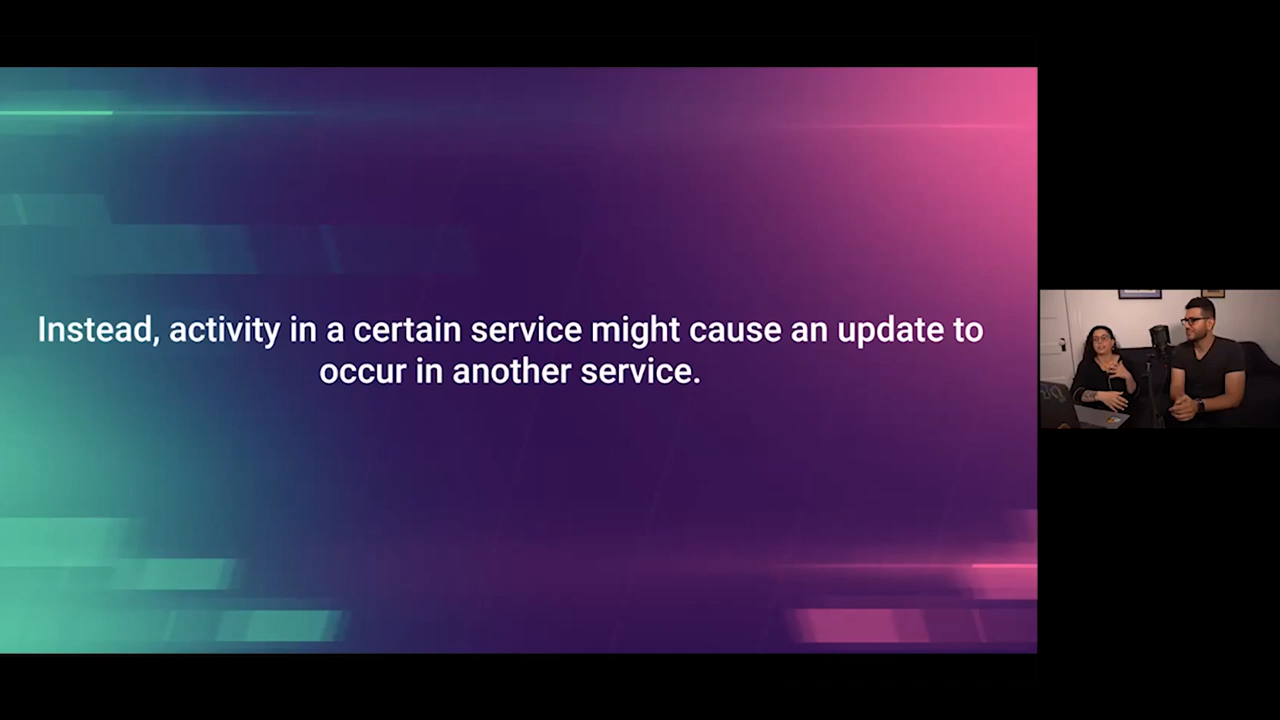 Instead, activity in a certain service might cause an update to
occur in another service.